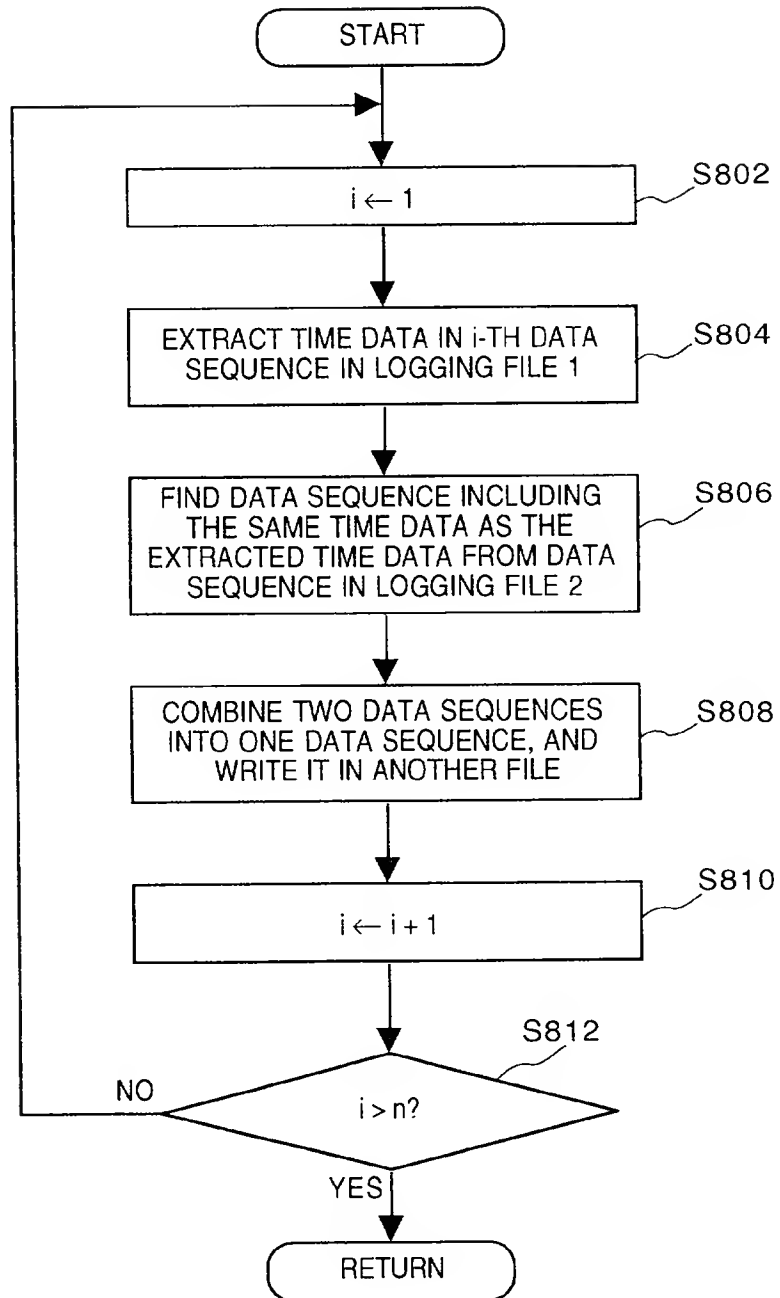 START
S802
i ← 1
S804
EXTRACT TIME DATA IN i-TH DATA
SEQUENCE IN LOGGING FILE 1
S806
FIND DATA SEQUENCE INCLUDING
THE SAME TIME DATA AS THE
EXTRACTED TIME DATA FROM DATA
SEQUENCE IN LOGGING FILE 2
S808
COMBINE TWO DATA SEQUENCES
INTO ONE DATA SEQUENCE, AND
WRITE IT IN ANOTHER FILE
S810
i ← i + 1
S812
NO
i > n?
YES
RETURN